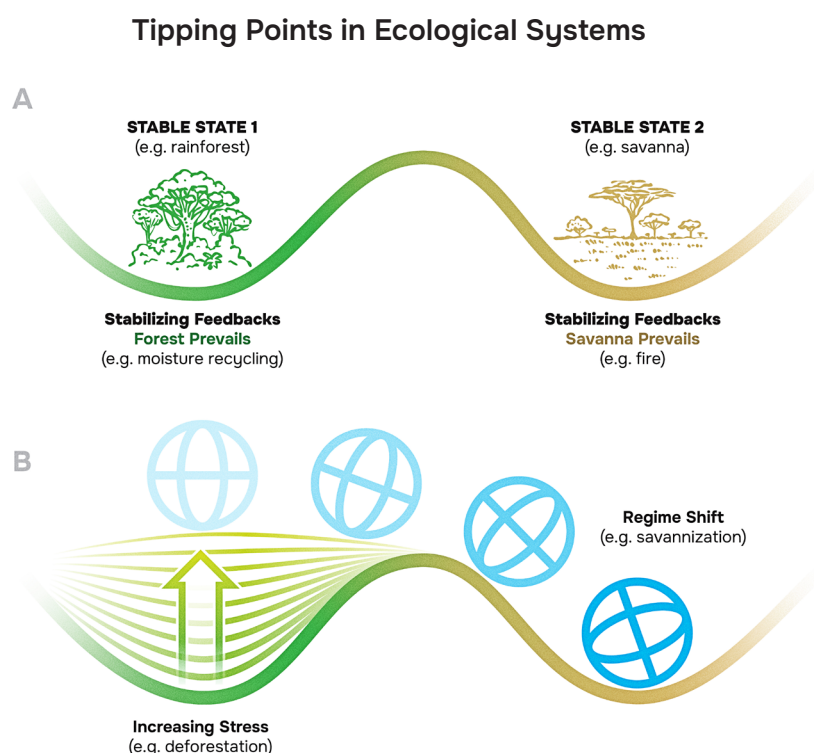 Tipping Points in Ecological Systems
A
STABLE STATE 1
(e.g. rainforest)
STABLE STATE 2
(e.g. savanna)
Stabilizing Feedbacks
Forest Prevails
(e.g. moisture recycling)
Stabilizing Feedbacks
Savanna Prevails
(e.g. fire)
B
Regime Shift
(e.g. savannization)
Increasing Stress
(e.g. deforestation)